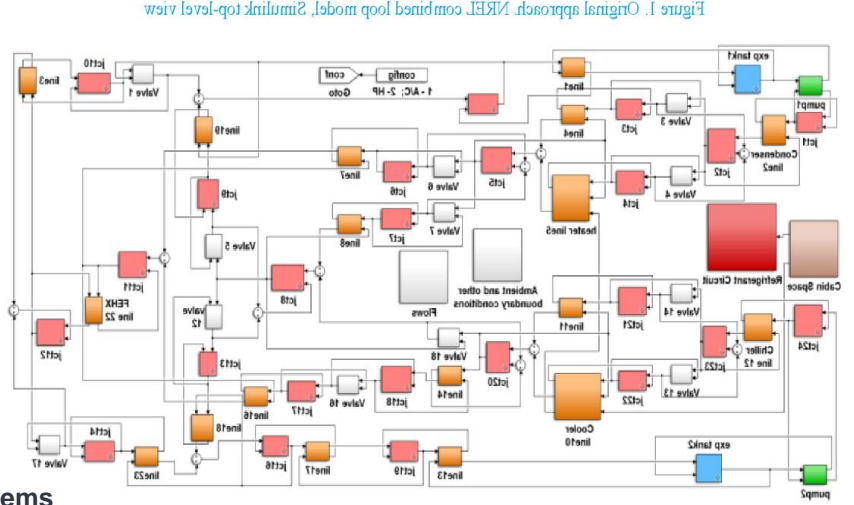 Figure 1. Original approach. NREL combined loop model, Simulink top-level view
jct10
line3
Valve 1
conf
Goto
config
1 - A/C; 2- HP
line1
exp tank1
pump1
line19
line4
jct3
Valve 3
jct2
Condenser
line2
jct1
line7
jct6
Valve 6
jct5
heater line5
jct4
Valve 4
jct9
line8
jct7
Valve 7
Valve 5
jct11
jct8
Flows
Ambient and other
boundary conditions
Refrigerant Circuit
Cabin Space
FEHX
line 22
valve
12
jct12
line11
jct21
Valve 14
jct23
Chiller
line 12
jct24
Valve 18
jct20
jct13
line16
jct17
Valve 16
jct18
line14
Cooler
line10
jct22
Valve 13
line18
Valve 17
jct14
line23
jct16
line17
jct19
line13
exp tank2
pump2
ems